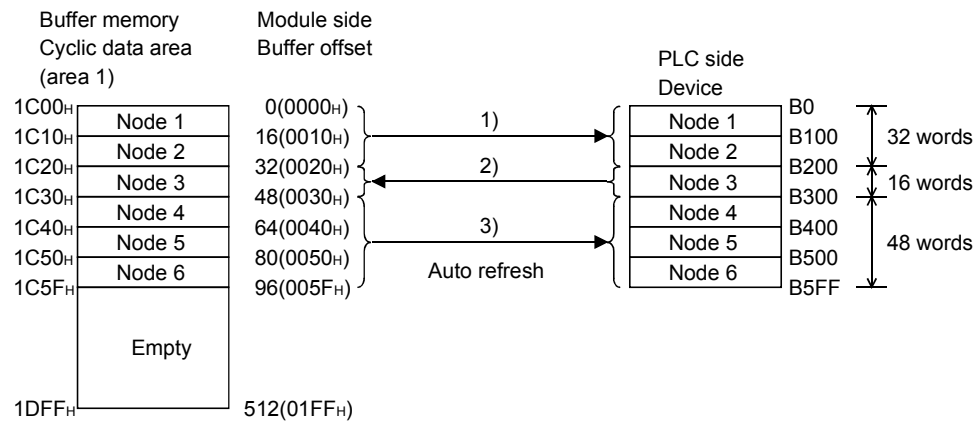 Buffer memory
Cyclic data area
(area 1)
Module side
Buffer offset
PLC side
Device
1C00H
1C10H
1C20H
1C30H
1C40H
1C50H
1C5FH
1DFFH
Node 1
Node 2
Node 3
Node 4
Node 5
Node 6
Empty
0(0000H)
16(0010H)
32(0020H)
48(0030H)
64(0040H)
80(0050H)
96(005FH)
512(01FFH)
1)
2)
3)
Auto refresh
Node 1
Node 2
Node 3
Node 4
Node 5
Node 6
B0
B100
B200
B300
B400
B500
B5FF
32 words
16 words
48 words